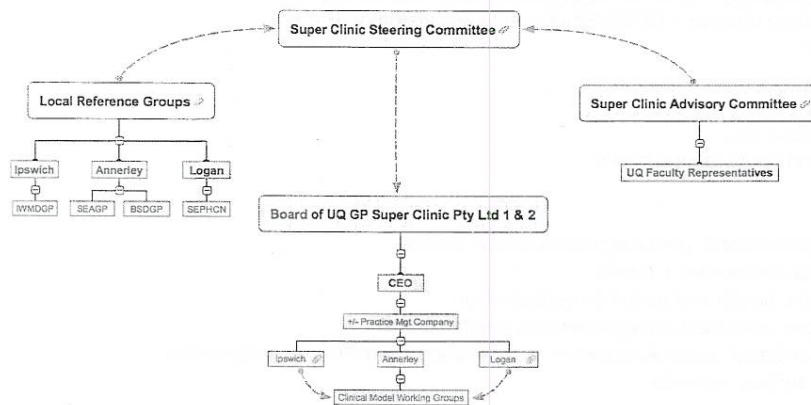 Super Clinic Steering Committee
Local Reference Groups
Super Clinic Advisory Committee
Ipswich
Annerley
Logan
UQ Faculty Representatives
IWMDGP
SEAGP
BSDGP
SEPHCN
Board of UQ GP Super Clinic Pty Ltd 1 & 2
CEO
+/- Practice Mgt Company
Ipswich
Annerley
Logan
Clinical Model Working Groups